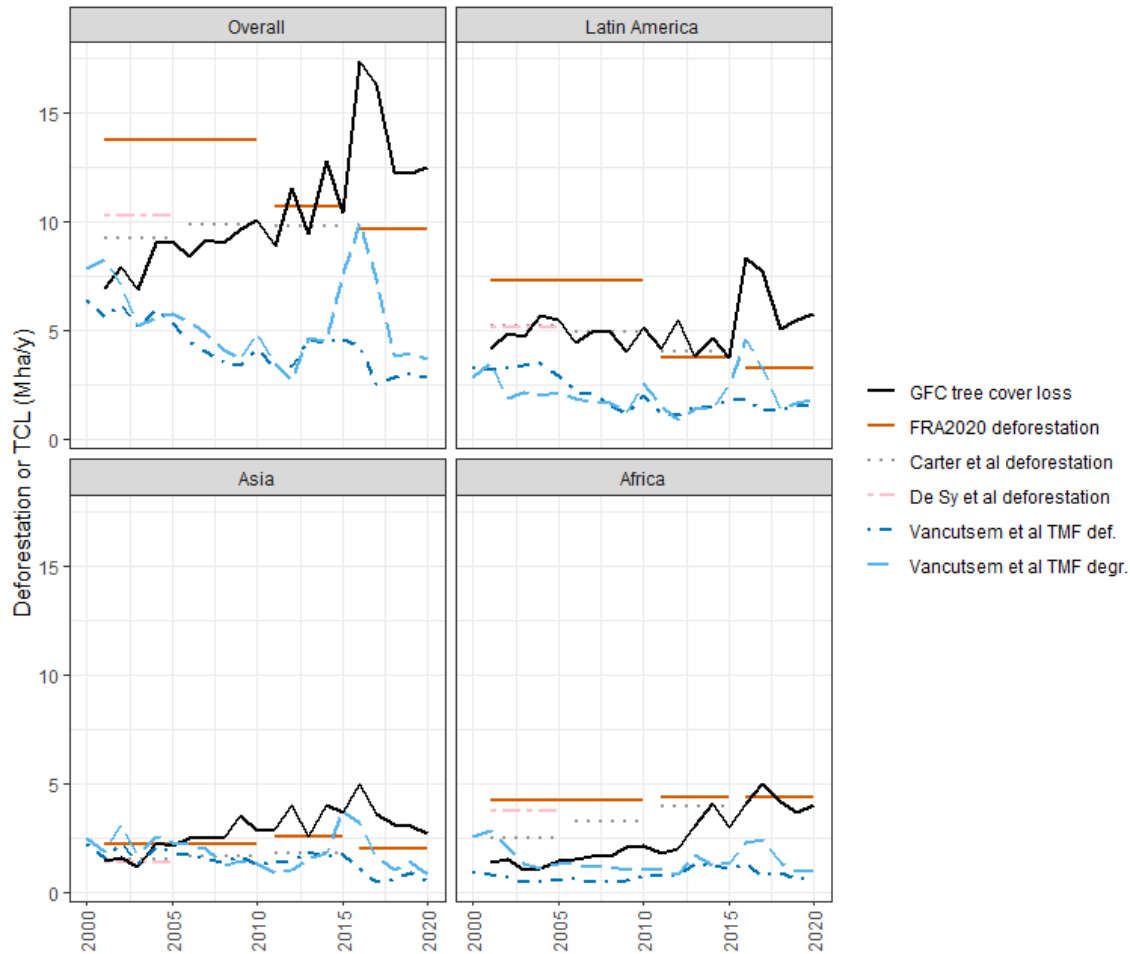 Overall
Latin America
15
10
5
0
Asia
Africa
15
10
5
0
Deforestation or TCL (Mha/y)
2000
2005
2010
2015
2020
2000
2005
2010
2015
2020
GFC tree cover loss
FRA2020 deforestation
Carter et al deforestation
De Sy et al deforestation
Vancutsem et al TMF def.
Vancutsem et al TMF degr.